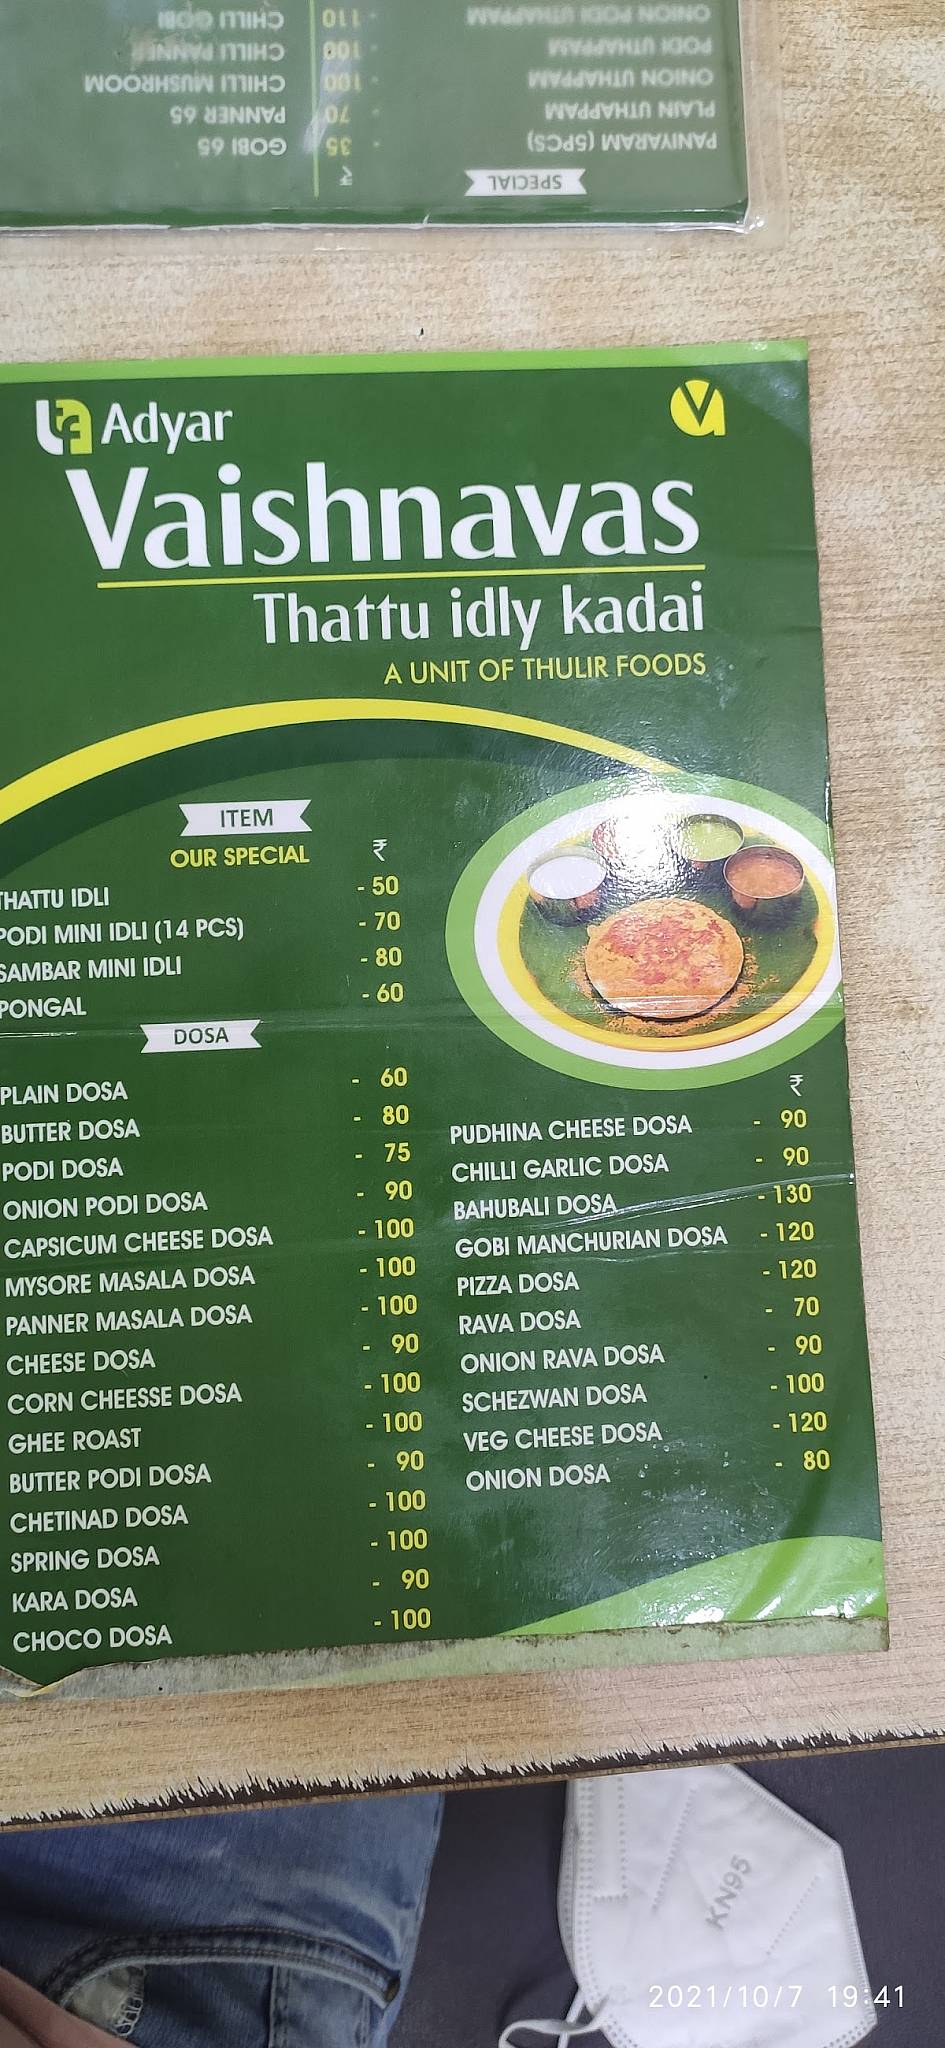 SPECIAL
₹
PANIYARAM (5PCS) - 35
PLAIN UTHAPPAM - 70
ONION UTHAPPAM - 100
PODI UTHAPPAM - 100
ONION PODI UTHAPPAM - 110
GOBI 65
PANNER 65
CHILLI MUSHROOM
CHILLI PANNER
CHILLI GOBI
tf Adyar
Va
Vaishnavas
Thattu idly kadai
A UNIT OF THULIR FOODS
ITEM
OUR SPECIAL ₹
THATTU IDLI - 50
PODI MINI IDLI (14 PCS) - 70
SAMBAR MINI IDLI - 80
PONGAL - 60
DOSA
PLAIN DOSA - 60
BUTTER DOSA - 80
PODI DOSA - 75
ONION PODI DOSA - 90
CAPSICUM CHEESE DOSA - 100
MYSORE MASALA DOSA - 100
PANNER MASALA DOSA - 100
CHEESE DOSA - 90
CORN CHEESSE DOSA - 100
GHEE ROAST - 100
BUTTER PODI DOSA - 90
CHETINAD DOSA - 100
SPRING DOSA - 100
KARA DOSA - 90
CHOCO DOSA - 100
₹
PUDHINA CHEESE DOSA - 90
CHILLI GARLIC DOSA - 90
BAHUBALI DOSA - 130
GOBI MANCHURIAN DOSA - 120
PIZZA DOSA - 120
RAVA DOSA - 70
ONION RAVA DOSA - 90
SCHEZWAN DOSA - 100
VEG CHEESE DOSA - 120
ONION DOSA - 80
KN95
2021/10/7 19:41